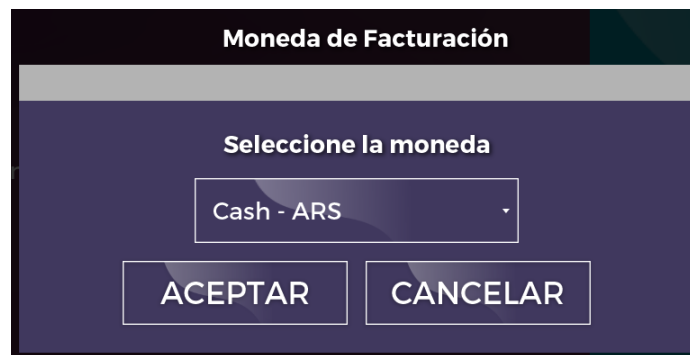 Moneda de Facturación
Seleccione la moneda
Cash - ARS
ACEPTAR CANCELAR